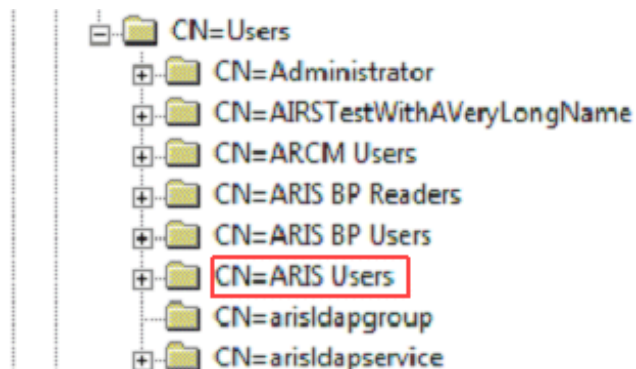 CN=Users
CN=Administrator
CN=AIRSTestWithAVeryLongName
CN=ARCM Users
CN=ARIS BP Readers
CN=ARIS BP Users
CN=ARIS Users
CN=arisldapgroup
CN=arisldapservice